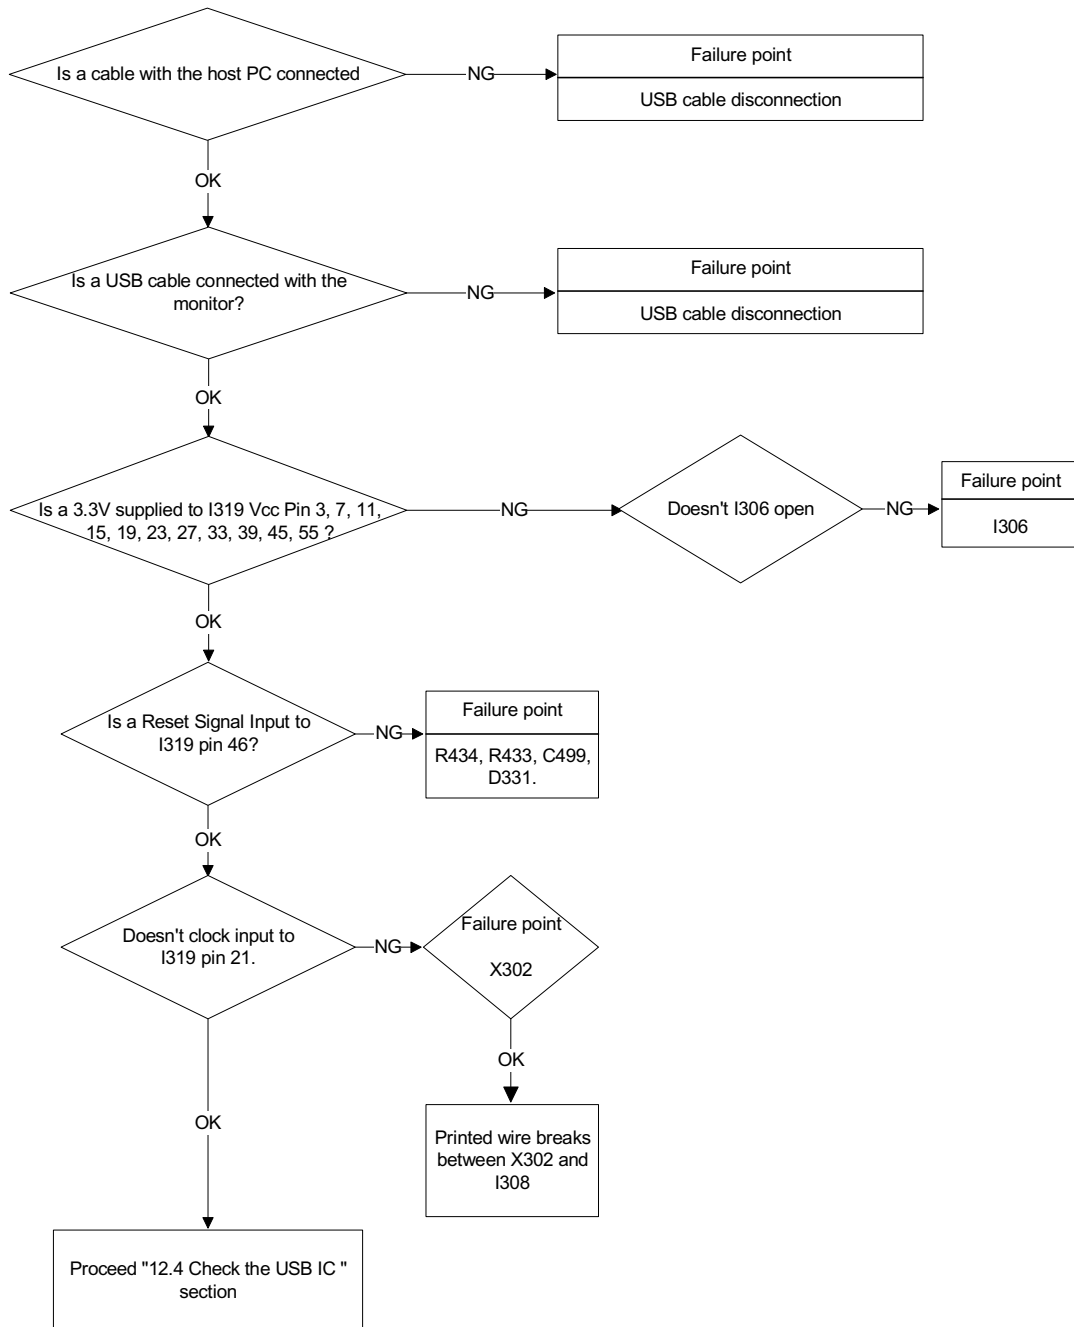 Is a cable with the host PC connected
NG
Failure point
USB cable disconnection
OK
Is a USB cable connected with the
monitor?
NG
Failure point
USB cable disconnection
OK
Is a 3.3V supplied to I319 Vcc Pin 3, 7, 11,
15, 19, 23, 27, 33, 39, 45, 55 ?
NG
Doesn't I306 open
NG
Failure point
I306
OK
Is a Reset Signal Input to
I319 pin 46?
NG
Failure point
R434, R433, C499,
D331.
OK
Doesn't clock input to
I319 pin 21.
NG
Failure point
X302
OK
Printed wire breaks
between X302 and
I308
OK
Proceed "12.4 Check the USB IC "
section